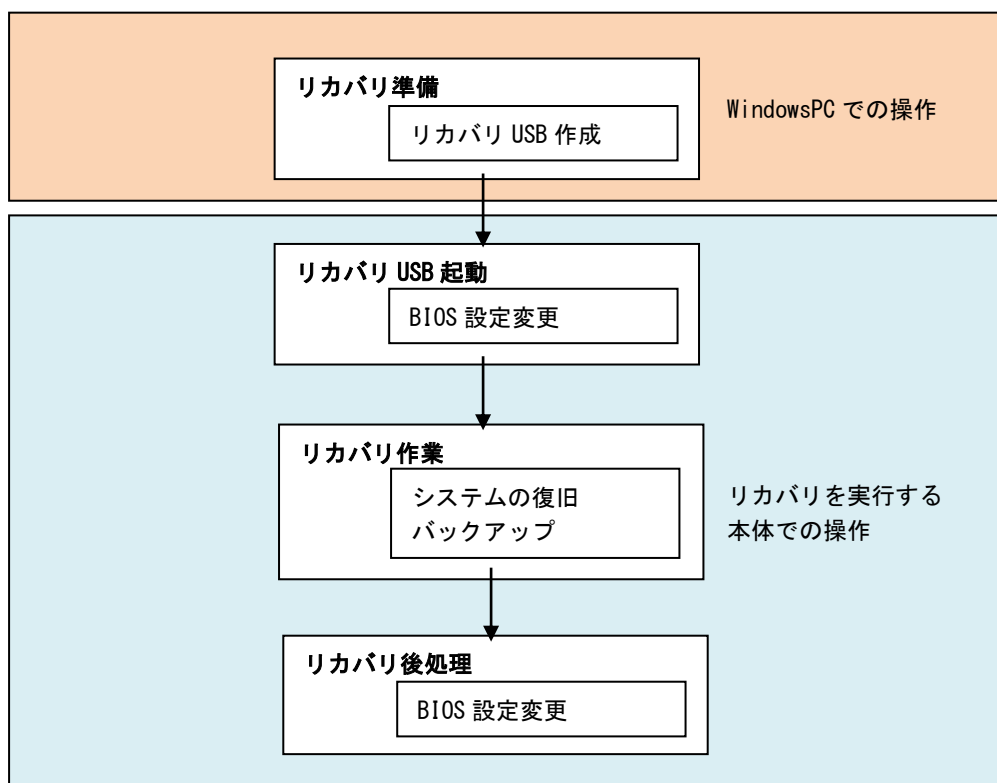 リカバリ準備
リカバリ USB 作成
WindowsPC での操作
リカバリ USB 起動
BIOS 設定変更
リカバリ作業
システムの復旧
バックアップ
リカバリを実行する
本体での操作
リカバリ後処理
BIOS 設定変更